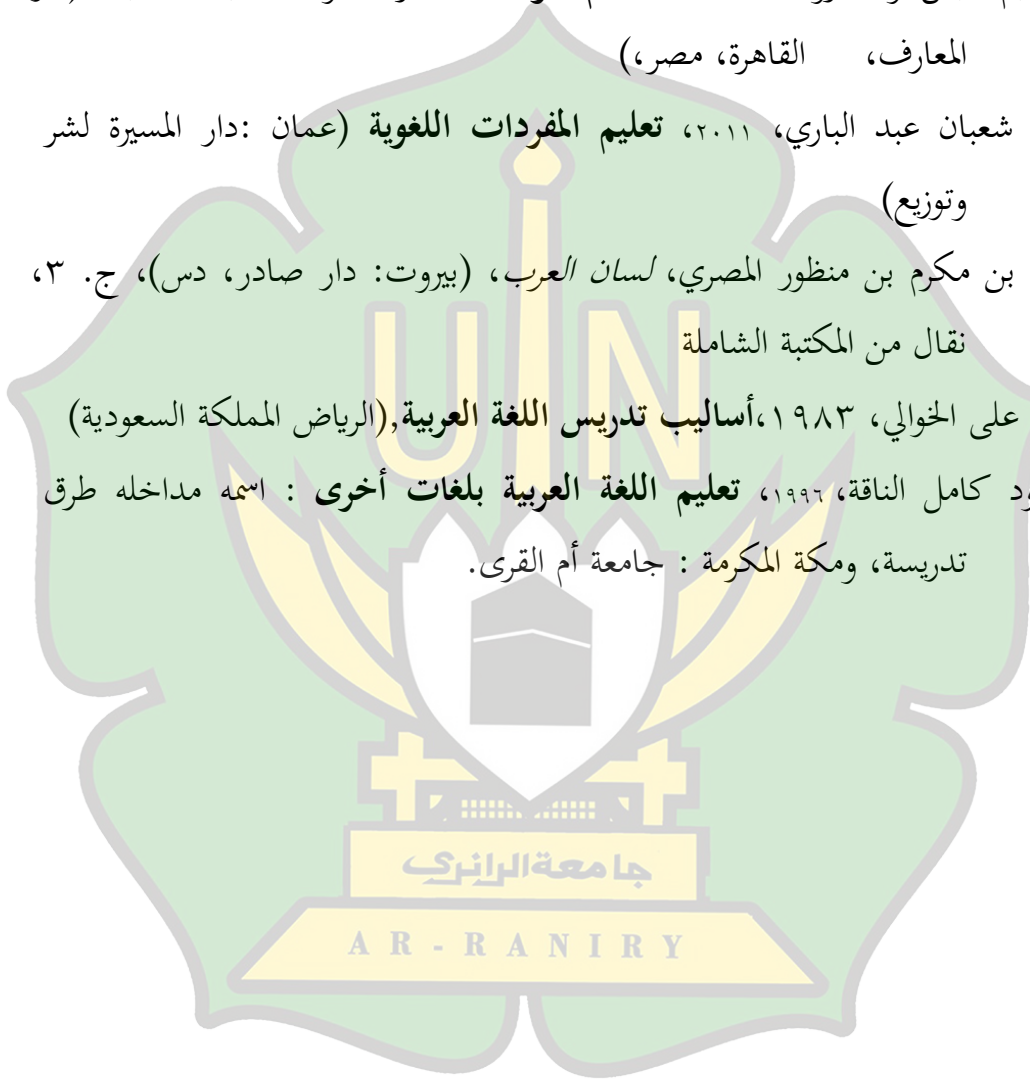 المعارف، القاهرة، مصر،)
شعبان عبد الباري، ٢٠١١، تعليم المفردات اللغوية (عمان :دار المسيرة لشر
وتوزيع)
بن مكرم بن منظور المصري، لسان العرب، (بيروت: دار صادر، دس)، ج. ٣،
نقال من المكتبة الشاملة
على الخوالي، ١٩٨٣،أساليب تدريس اللغة العربية,(الرياض المملكة السعودية)
ود كامل الناقة، ١٩٩٦، تعليم اللغة العربية بلغات أخرى : اسمه مداخله طرق
تدريسة، ومكة المكرمة : جامعة أم القرى.
UIN
جامعة الرانري
AR-RANIRY